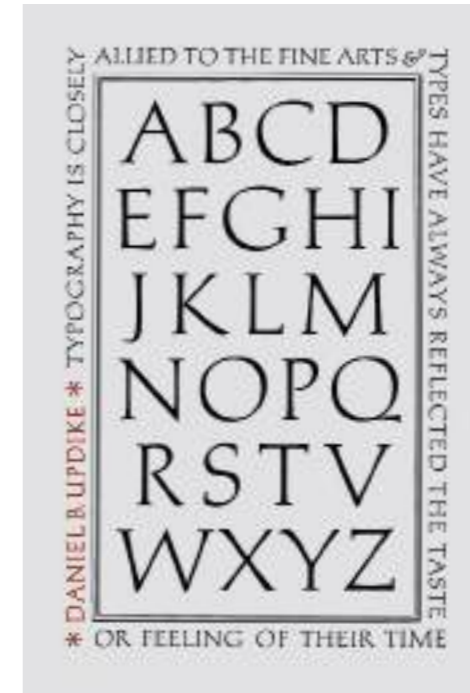 TYPOGRAPHY IS CLOSELY
ALLIED TO THE FINE ARTS &
TYPES HAVE ALWAYS REFLECTED THE TASTE
OR FEELING OF THEIR TIME
* DANIEL B. UPDIKE *
ABCD
EFGHI
JKLM
NOPQ
RSTV
WXYZ